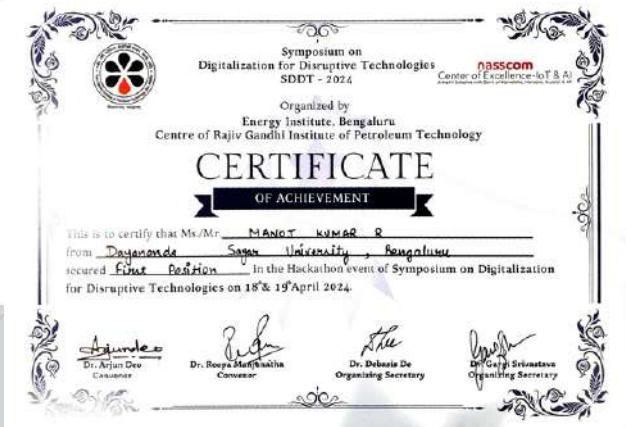 Symposium on
Digitalization for Disruptive Technologies
SDDT - 2024
nasscom
Center of Excellence-IoT & AI
Organized by
Energy Institute, Bengaluru
Centre of Rajiv Gandhi Institute of Petroleum Technology
CERTIFICATE
OF ACHIEVEMENT
This is to certify that Ms./Mr. MANOJ KUMAR R
from Dayananda Sagar University, Bengaluru
secured First Position In the Hackathon event of Symposium on Digitalization
for Disruptive Technologies on 18th & 19th April 2024.
Arjundeo
Dr. Arjun Deo
Convenor
Dr. Roopa Manjunatha
Convenor
Dr. Debasis De
Organizing Secretary
Dr. Gargi Srivastava
Organizing Secretary